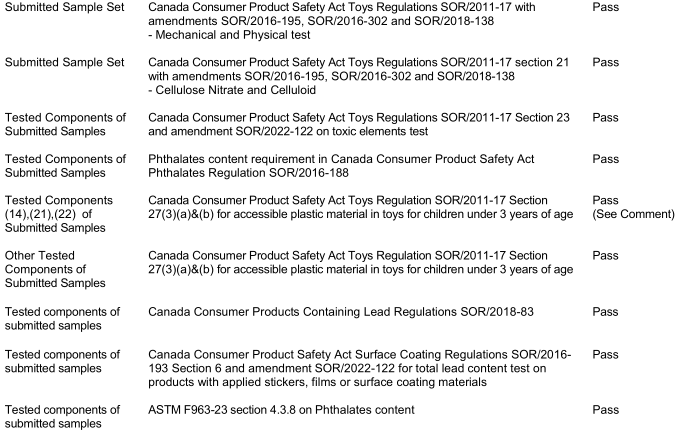 Submitted Sample Set Canada Consumer Product Safety Act Toys Regulations SOR/2011-17 with Pass
amendments SOR/2016-195, SOR/2016-302 and SOR/2018-138
- Mechanical and Physical test
Submitted Sample Set Canada Consumer Product Safety Act Toys Regulations SOR/2011-17 section 21 Pass
with amendments SOR/2016-195, SOR/2016-302 and SOR/2018-138
- Cellulose Nitrate and Celluloid
Tested Components of Canada Consumer Product Safety Act Toys Regulations SOR/2011-17 Section 23 Pass
Submitted Samples and amendment SOR/2022-122 on toxic elements test
Tested Components of Phthalates content requirement in Canada Consumer Product Safety Act Pass
Submitted Samples Phthalates Regulation SOR/2016-188
Tested Components Canada Consumer Product Safety Act Toys Regulation SOR/2011-17 Section Pass
(14),(21),(22) of 27(3)(a)&(b) for accessible plastic material in toys for children under 3 years of age (See Comment)
Submitted Samples
Other Tested Canada Consumer Product Safety Act Toys Regulation SOR/2011-17 Section Pass
Components of 27(3)(a)&(b) for accessible plastic material in toys for children under 3 years of age
Submitted Samples
Tested components of Canada Consumer Products Containing Lead Regulations SOR/2018-83 Pass
submitted samples
Tested components of Canada Consumer Product Safety Act Surface Coating Regulations SOR/2016- Pass
submitted samples 193 Section 6 and amendment SOR/2022-122 for total lead content test on
products with applied stickers, films or surface coating materials
Tested components of ASTM F963-23 section 4.3.8 on Phthalates content Pass
submitted samples